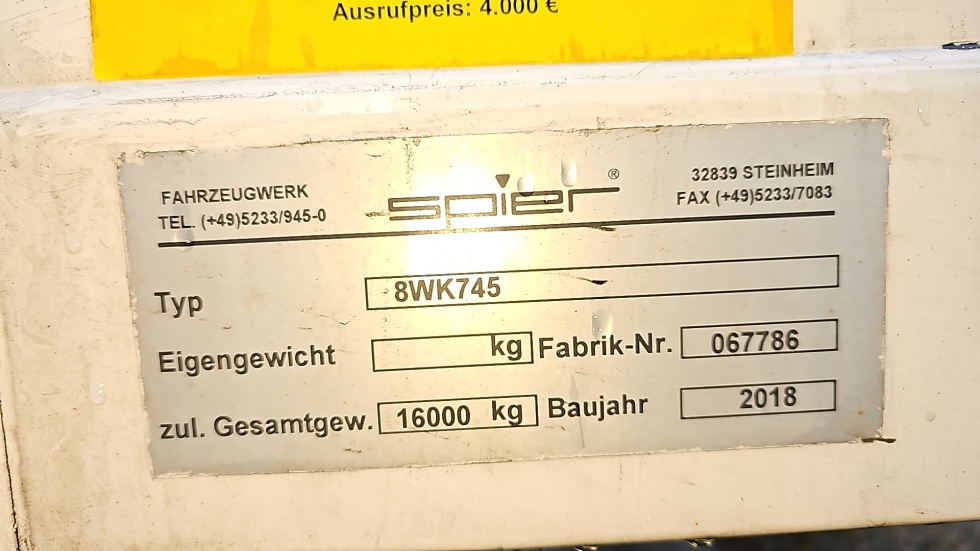 Ausrufpreis: 4.000 €
FAHRZEUGWERK
TEL. (+49)5233/945-0
spier®
32839 STEINHEIM
FAX (+49)5233/7083
Typ 8WK745
Eigengewicht kg Fabrik-Nr. 067786
zul. Gesamtgew. 16000 kg Baujahr 2018